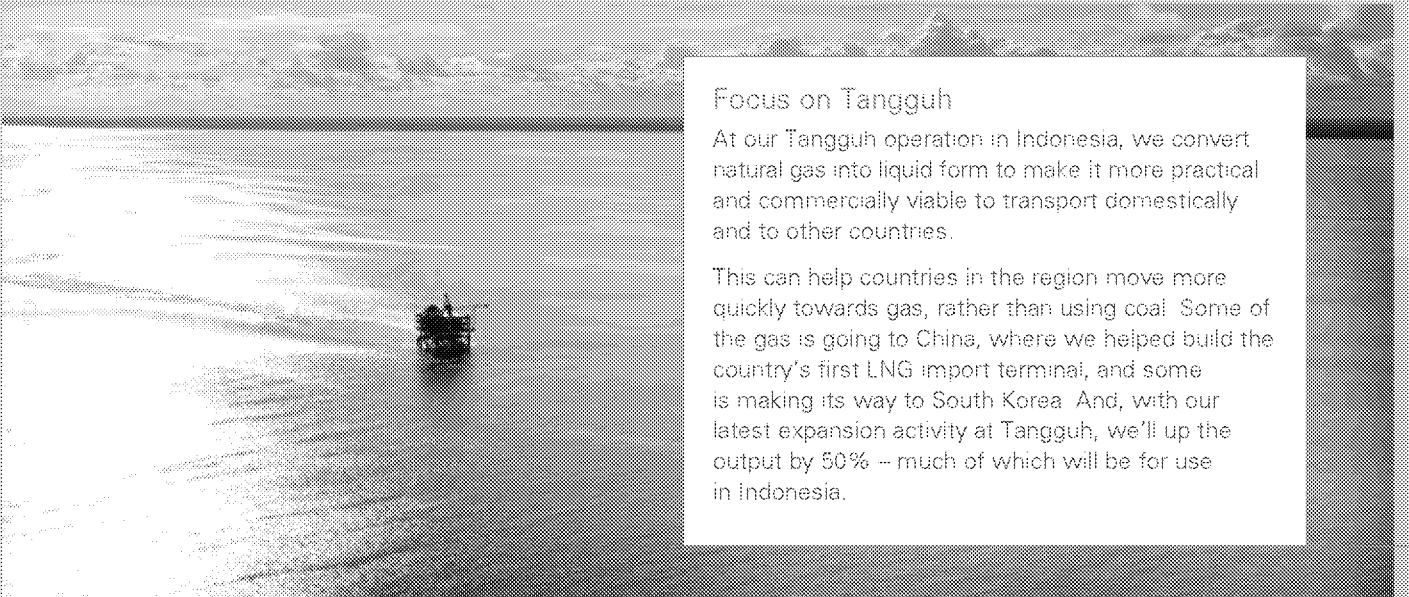 Focus on Tangguh
At our Tangguh operation in Indonesia, we convert
natural gas into liquid form to make it more practical
and commercially viable to transport domestically
and to other countries.
This can help countries in the region move more
quickly towards gas, rather than using coal. Some of
the gas is going to China, where we helped build the
country's first LNG import terminal, and some
is making its way to South Korea. And, with our
latest expansion activity at Tangguh, we'll up the
output by 50% – much of which will be for use
in Indonesia.